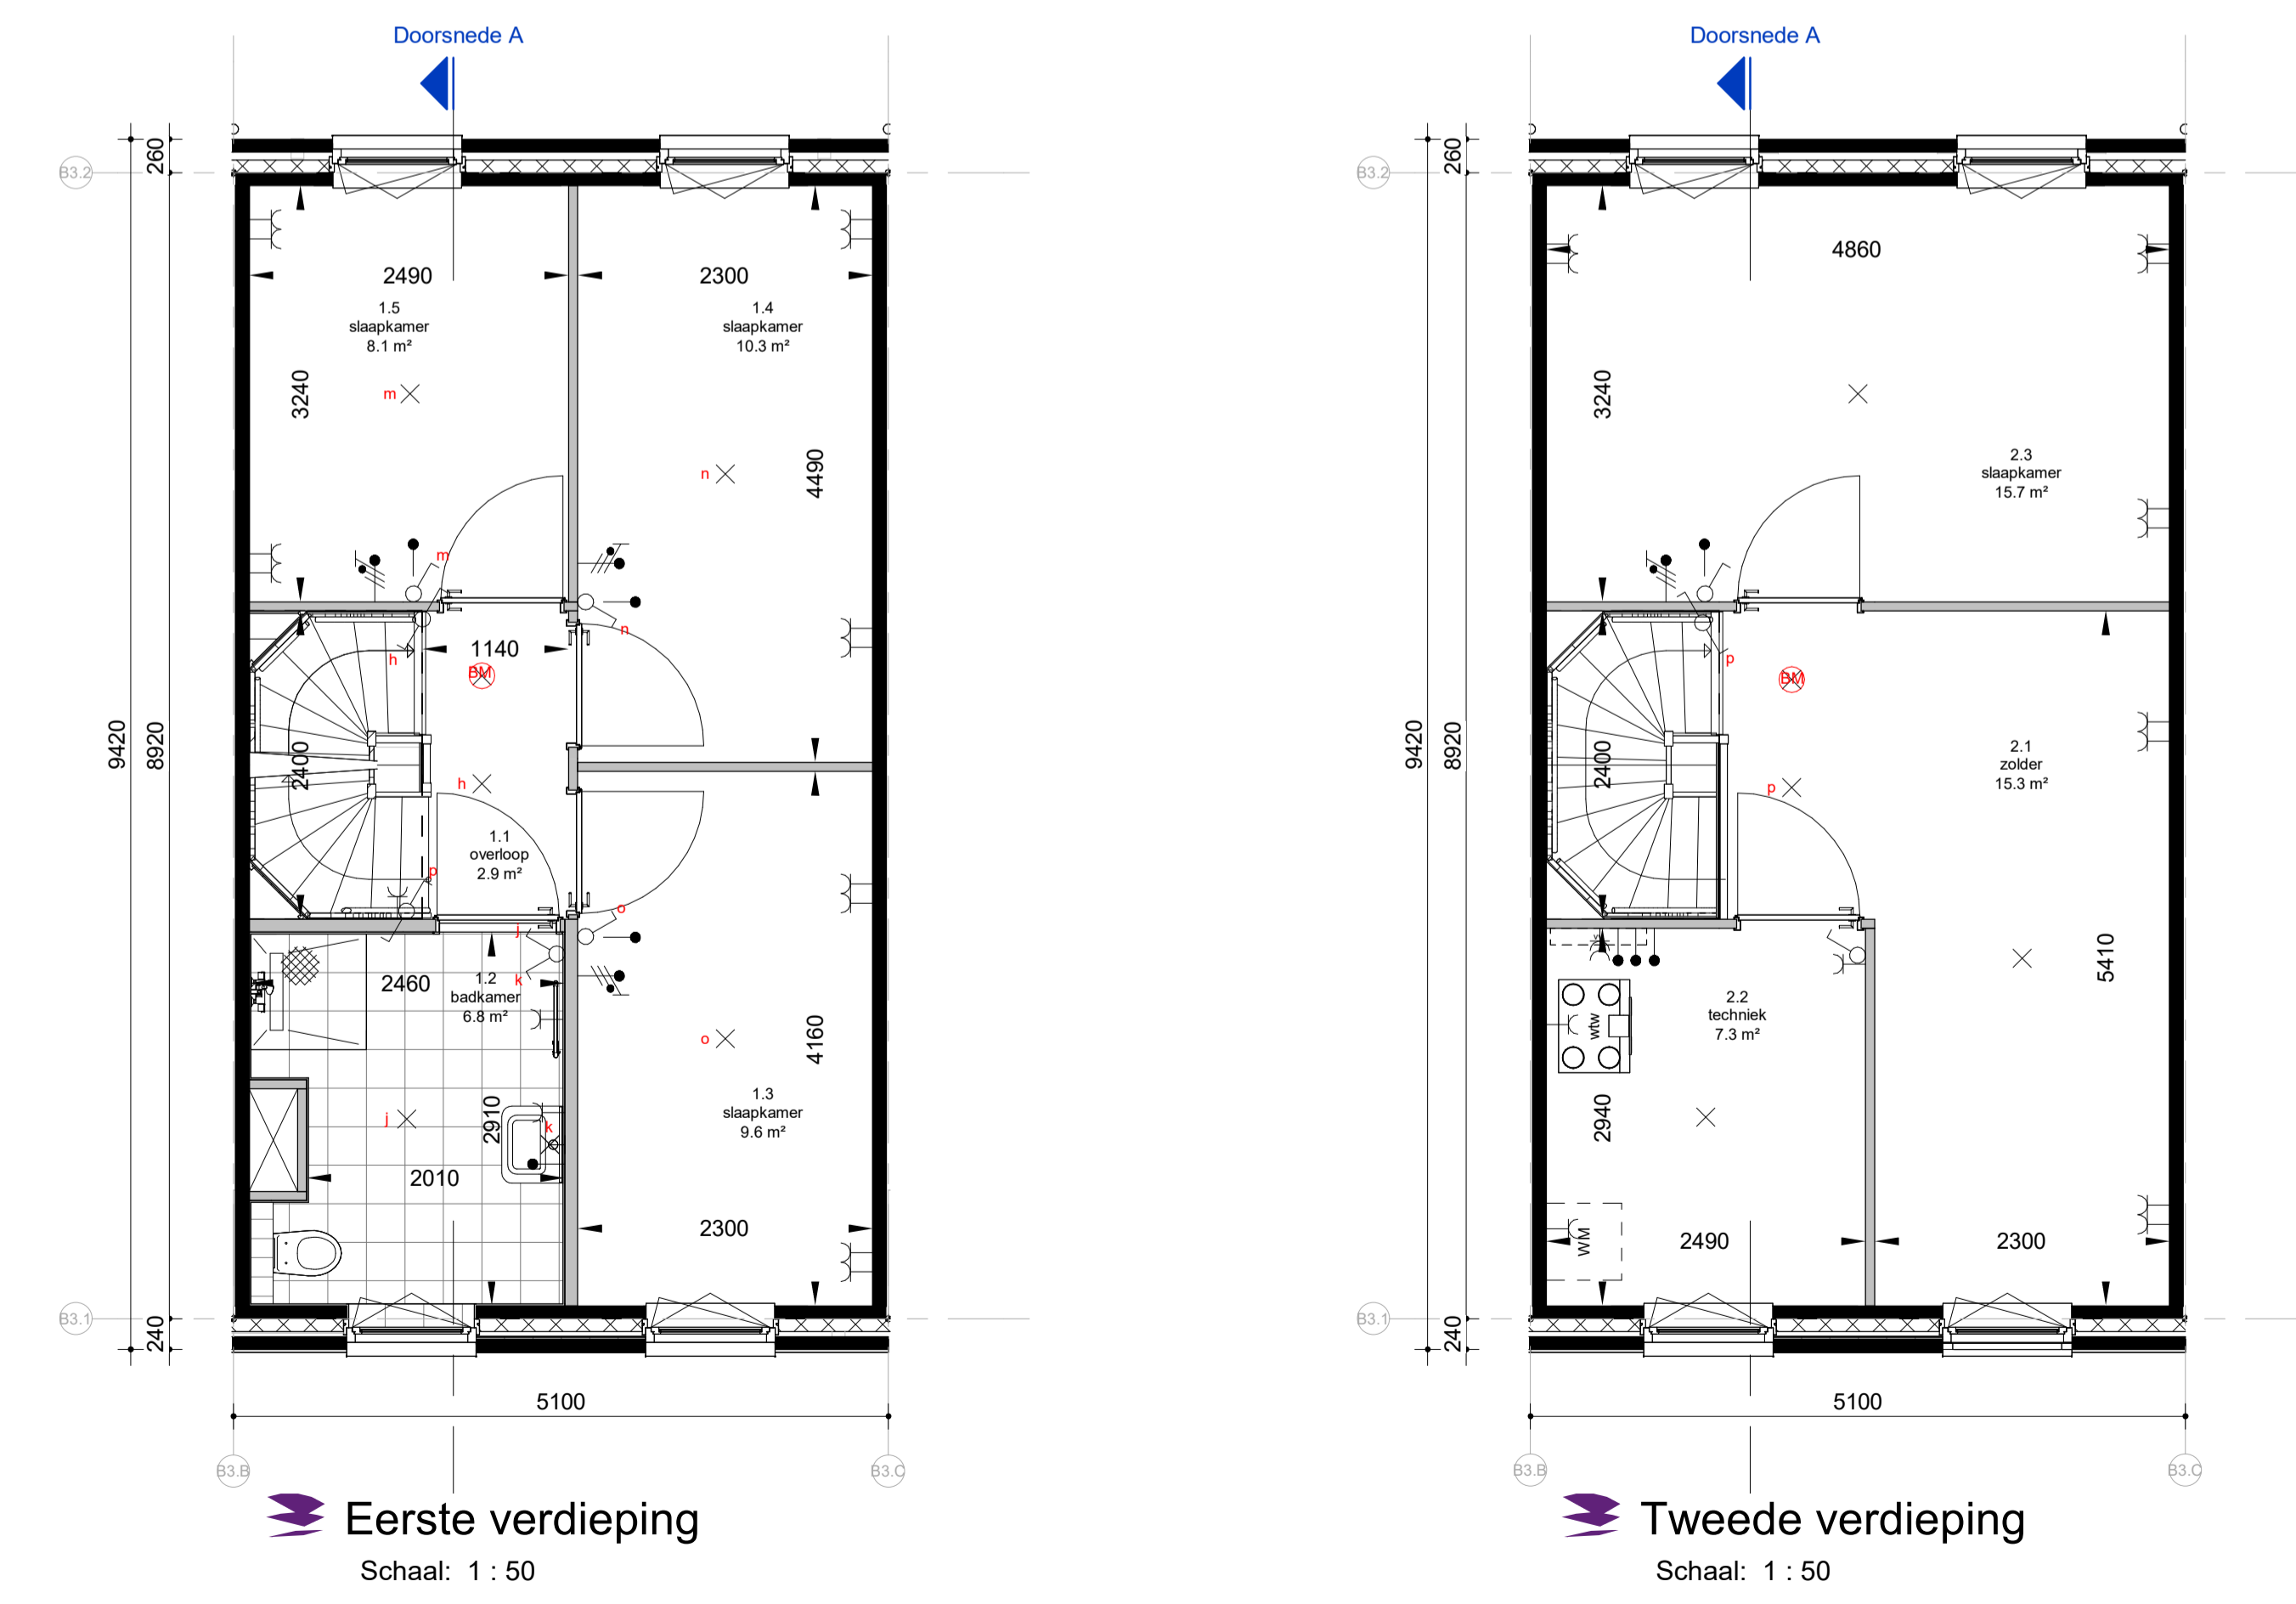 Doorsnede A
260
B3.2
2490
2300
1.5
slaapkamer
8.1 m²
1.4
slaapkamer
10.3 m²
3240
m
n
4490
m
n
1140
h
BM
9420
8920
2400
h
1.1
overloop
2.9 m²
p
o
j
2460
k
1.2
badkamer
6.8 m²
o
4160
j
2910
k
1.3
slaapkamer
9.6 m²
2010
2300
B3.1
240
5100
B3.B
B3.C
Eerste verdieping
Schaal: 1 : 50
Doorsnede A
260
B3.2
4860
3240
2.3
slaapkamer
15.7 m²
p
BM
9420
8920
2400
2.1
zolder
15.3 m²
p
5410
2.2
techniek
7.3 m²
wtw
2940
WM
2490
2300
B3.1
240
5100
B3.B
B3.C
Tweede verdieping
Schaal: 1 : 50